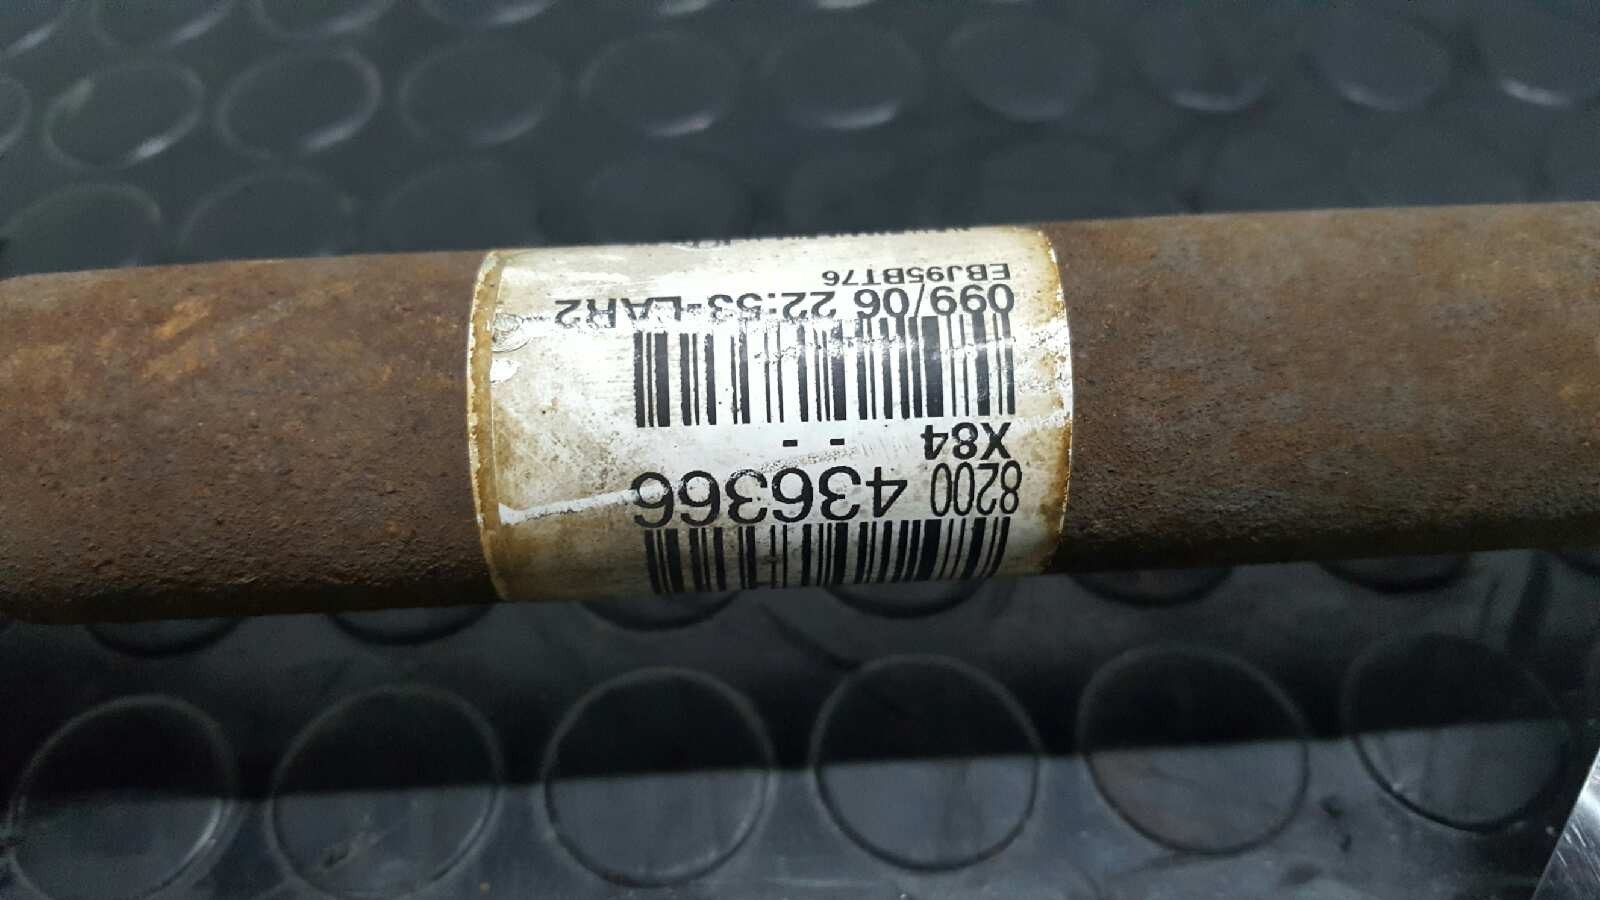 8200 436366
X84 - -
099/06 22:53-LAR2
EBJ95BT76